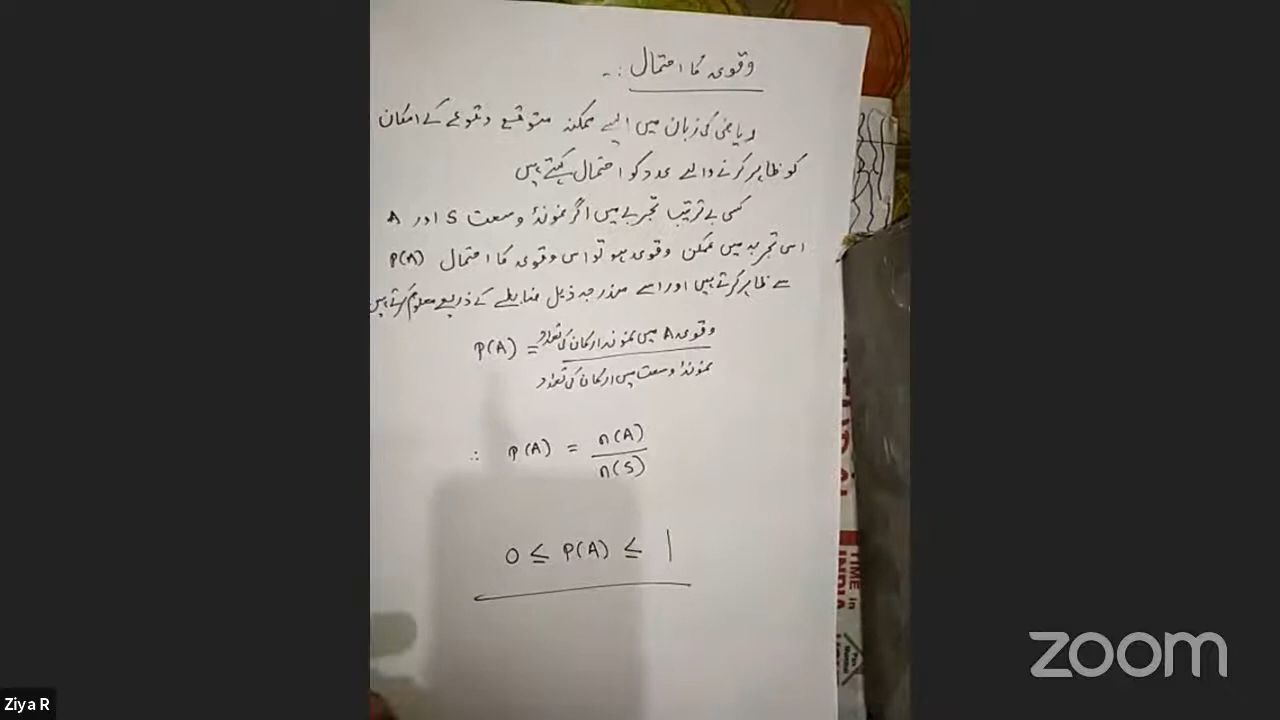 وقوعہ کا احتمال :-
ریاضی کی زبان میں ایسے ممکنہ متوقع وقوعے کے امکان
کو ظاہر کرنے والے عدد کو احتمال کہتے ہیں
کسی بے ترتیب تجربے میں اگر نمونۂ وسعت S اور A
اسی تجربہ میں ممکن وقوعہ ہو تو اس وقوعہ کا احتمال P(A)
سے ظاہر کرتے ہیں اور اسے مندرجہ ذیل ضابطے کے ذریعے معلوم کرتے ہیں
P(A) = وقوعہ A میں نمونہ ارکان کی تعداد
نمونۂ وسعت میں ارکان کی تعداد
∴ P(A) = n(A)
n(S)
0 ≤ P(A) ≤ 1
TIME in
INDIA
zoom
Ziya R